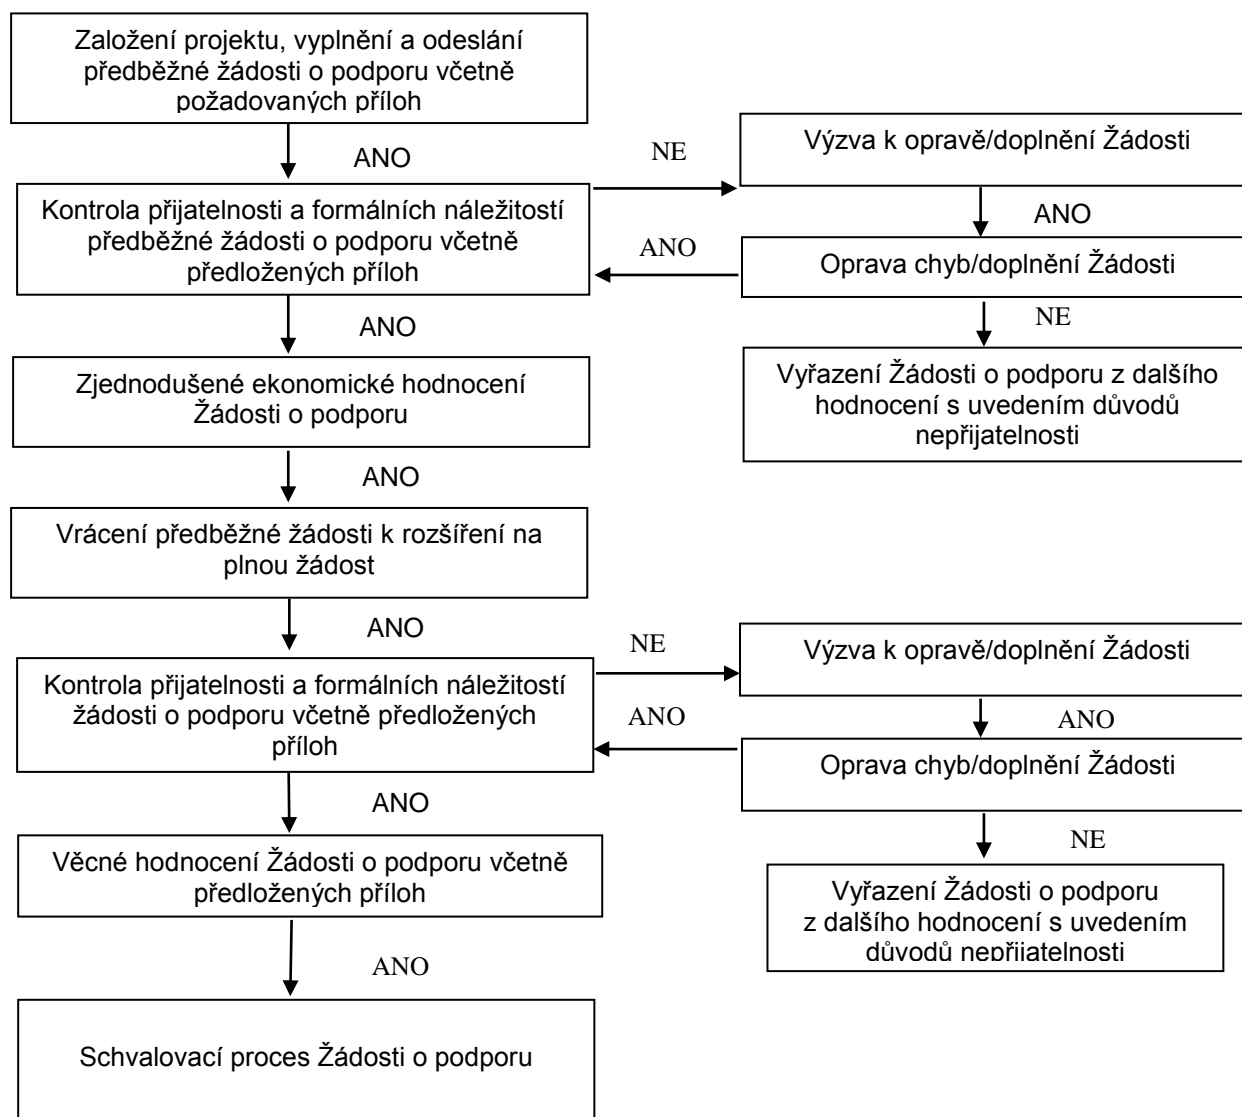 Založení projektu, vyplnění a odeslání
předběžné žádosti o podporu včetně
požadovaných příloh
ANO
NE
Výzva k opravě/doplnění Žádosti
ANO
Kontrola přijatelnosti a formálních náležitostí
předběžné žádosti o podporu včetně
předložených příloh
ANO
Oprava chyb/doplnění Žádosti
ANO
NE
Zjednodušené ekonomické hodnocení
Žádosti o podporu
Vyřazení Žádosti o podporu z dalšího
hodnocení s uvedením důvodů
nepřijatelnosti
ANO
Vrácení předběžné žádosti k rozšíření na
plnou žádost
ANO
NE
Výzva k opravě/doplnění Žádosti
Kontrola přijatelnosti a formálních náležitostí
žádosti o podporu včetně předložených
příloh
ANO
ANO
Oprava chyb/doplnění Žádosti
ANO
NE
Věcné hodnocení Žádosti o podporu včetně
předložených příloh
Vyřazení Žádosti o podporu
z dalšího hodnocení s uvedením
důvodů nepřijatelnosti
ANO
Schvalovací proces Žádosti o podporu